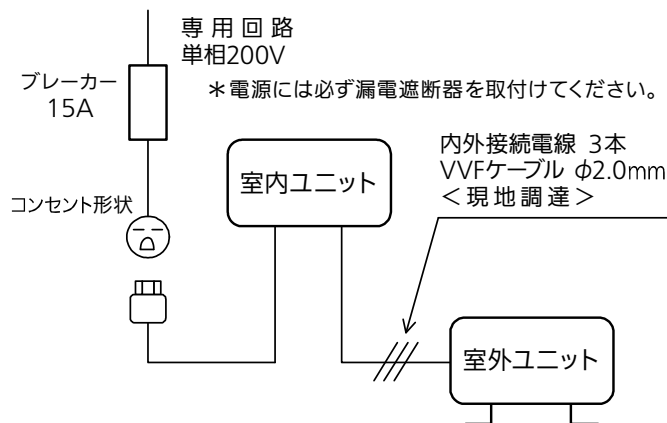 専用回路
単相200V
ブレーカー
15A
＊電源には必ず漏電遮断器を取付けてください。
内外接続電線 3本
VVFケーブル φ2.0mm
＜現地調達＞
室内ユニット
コンセント形状
室外ユニット